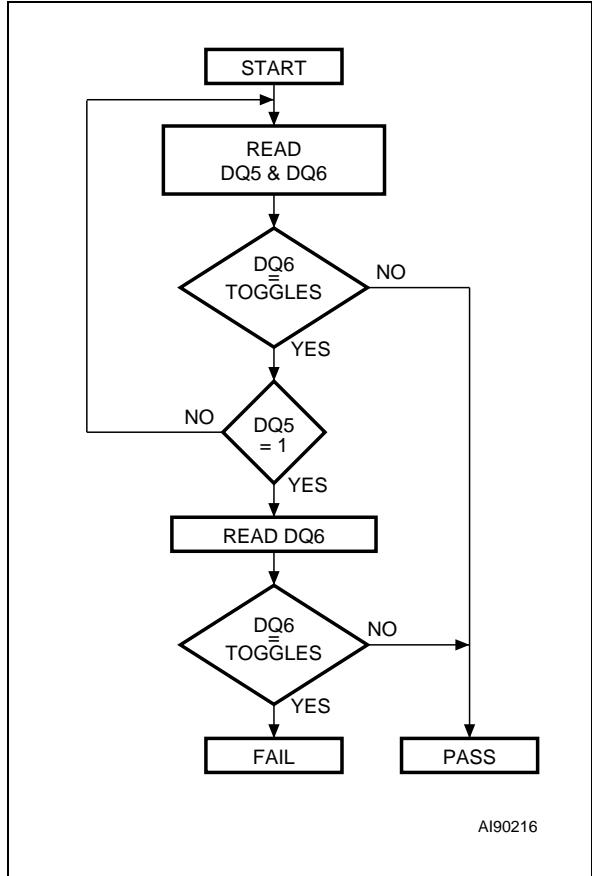 START
READ
DQ5 & DQ6
DQ6
=
TOGGLES
NO
YES
NO
DQ5
= 1
YES
READ DQ6
DQ6
=
TOGGLES
NO
YES
FAIL
PASS
AI90216